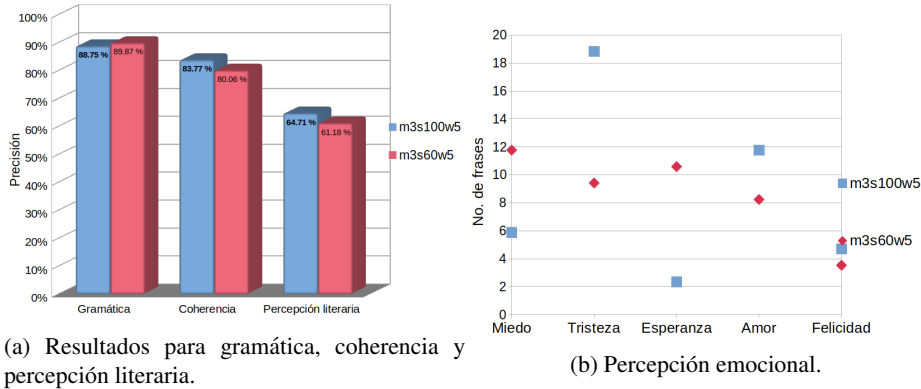 100%
90%
80%
70%
60%
50%
40%
30%
20%
10%
0%
Precisión
88.75 %
89.87 %
83.77 %
80.06 %
64.71 %
61.18 %
Gramática
Coherencia
Percepción literaria
m3s100w5
m3s60w5
(a) Resultados para gramática, coherencia y
percepción literaria.
20
18
16
14
12
10
8
6
4
2
0
No. de frases
Miedo
Tristeza
Esperanza
Amor
Felicidad
m3s100w5
m3s60w5
(b) Percepción emocional.